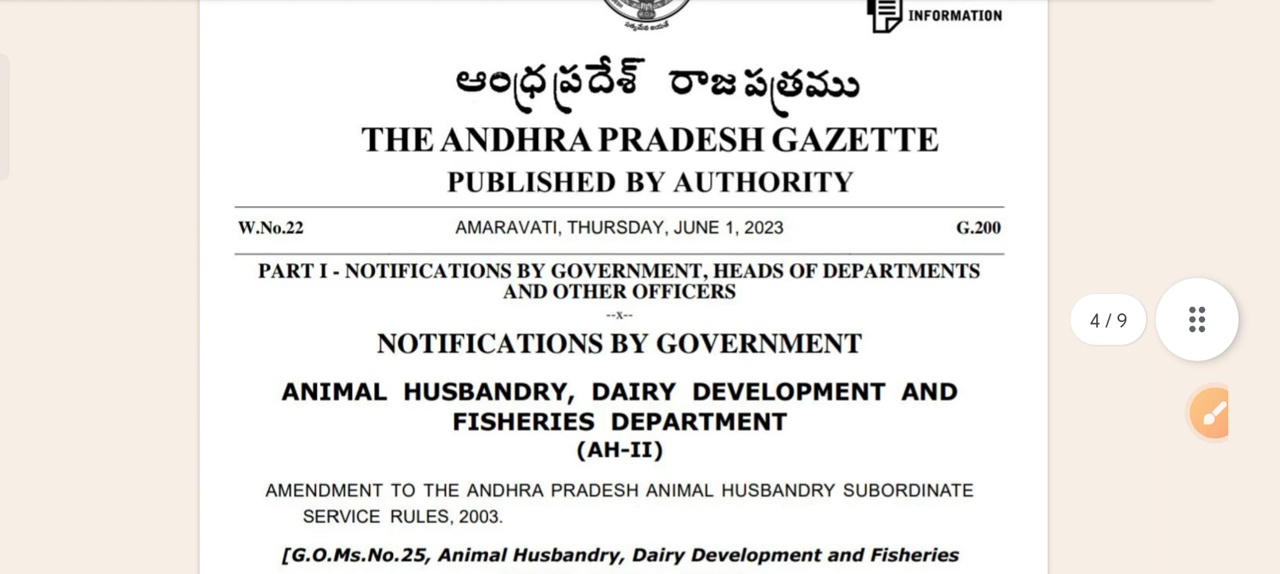 సత్యమేవ జయతే
INFORMATION
ఆంధ్రప్రదేశ్ రాజపత్రము
THE ANDHRA PRADESH GAZETTE
PUBLISHED BY AUTHORITY
W.No.22 AMARAVATI, THURSDAY, JUNE 1, 2023 G.200
PART I - NOTIFICATIONS BY GOVERNMENT, HEADS OF DEPARTMENTS
AND OTHER OFFICERS
--x--
NOTIFICATIONS BY GOVERNMENT
4 / 9
ANIMAL HUSBANDRY, DAIRY DEVELOPMENT AND
FISHERIES DEPARTMENT
(AH-II)
AMENDMENT TO THE ANDHRA PRADESH ANIMAL HUSBANDRY SUBORDINATE
SERVICE RULES, 2003.
[G.O.Ms.No.25, Animal Husbandry, Dairy Development and Fisheries